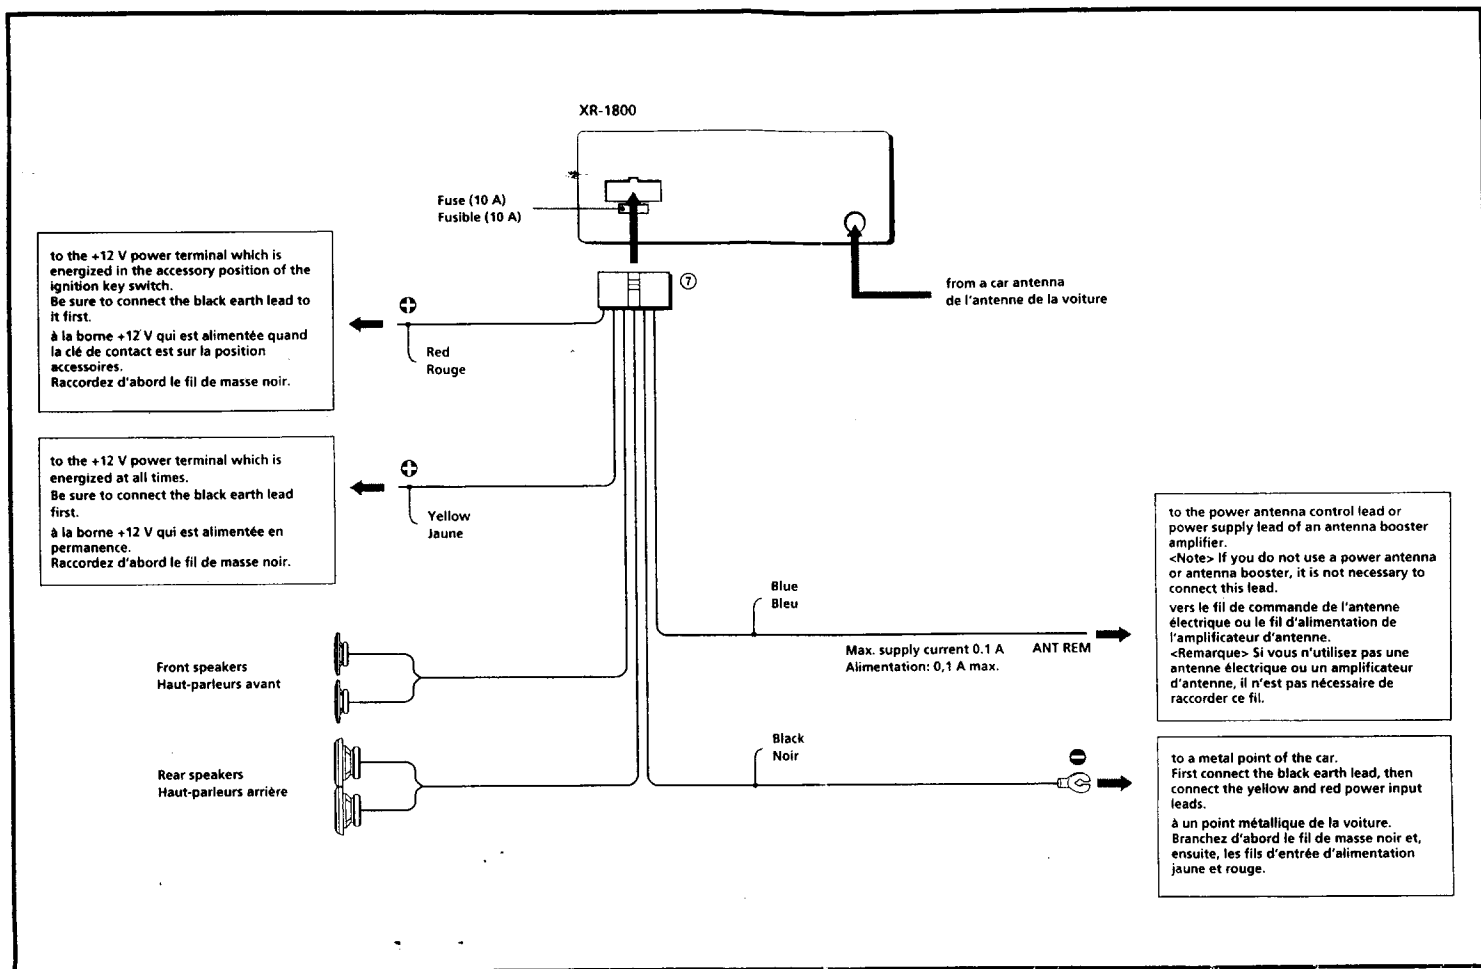 XR-1800
Fuse (10 A)
Fusible (10 A)
7
from a car antenna
de l'antenne de la voiture
to the +12 V power terminal which is
energized in the accessory position of the
ignition key switch.
Be sure to connect the black earth lead to
it first.
à la borne +12 V qui est alimentée quand
la clé de contact est sur la position
accessoires.
Raccordez d'abord le fil de masse noir.
Red
Rouge
to the +12 V power terminal which is
energized at all times.
Be sure to connect the black earth lead
first.
à la borne +12 V qui est alimentée en
permanence.
Raccordez d'abord le fil de masse noir.
Yellow
Jaune
Front speakers
Haut-parleurs avant
Rear speakers
Haut-parleurs arrière
Blue
Bleu
Max. supply current 0.1 A
Alimentation: 0,1 A max.
ANT REM
to the power antenna control lead or
power supply lead of an antenna booster
amplifier.
<Note> If you do not use a power antenna
or antenna booster, it is not necessary to
connect this lead.
vers le fil de commande de l'antenne
électrique ou le fil d'alimentation de
l'amplificateur d'antenne.
<Remarque> Si vous n'utilisez pas une
antenne électrique ou un amplificateur
d'antenne, il n'est pas nécessaire de
raccorder ce fil.
Black
Noir
to a metal point of the car.
First connect the black earth lead, then
connect the yellow and red power input
leads.
à un point métallique de la voiture.
Branchez d'abord le fil de masse noir et,
ensuite, les fils d'entrée d'alimentation
jaune et rouge.